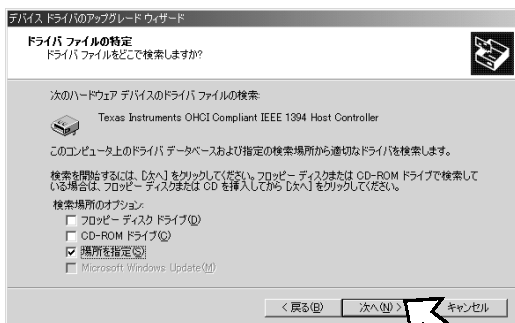 デバイス ドライバのアップグレード ウィザード
ドライバ ファイルの特定
ドライバ ファイルをどこで検索しますか?
次のハードウェア デバイスのドライバ ファイルの検索:
Texas Instruments OHCI Compliant IEEE 1394 Host Controller
このコンピュータ上のドライバ データベースおよび指定の検索場所から適切なドライバを検索します。
検索を開始するには、[次へ] をクリックしてください。フロッピー ディスクまたは CD-ROM ドライブで検索して
いる場合は、フロッピー ディスクまたは CD を挿入してから [次へ] をクリックしてください。
検索場所のオプション:
フロッピー ディスク ドライブ(D)
CD-ROM ドライブ(C)
場所を指定(S)
Microsoft Windows Update(M)
< 戻る(B)
次へ(N) >
キャンセル